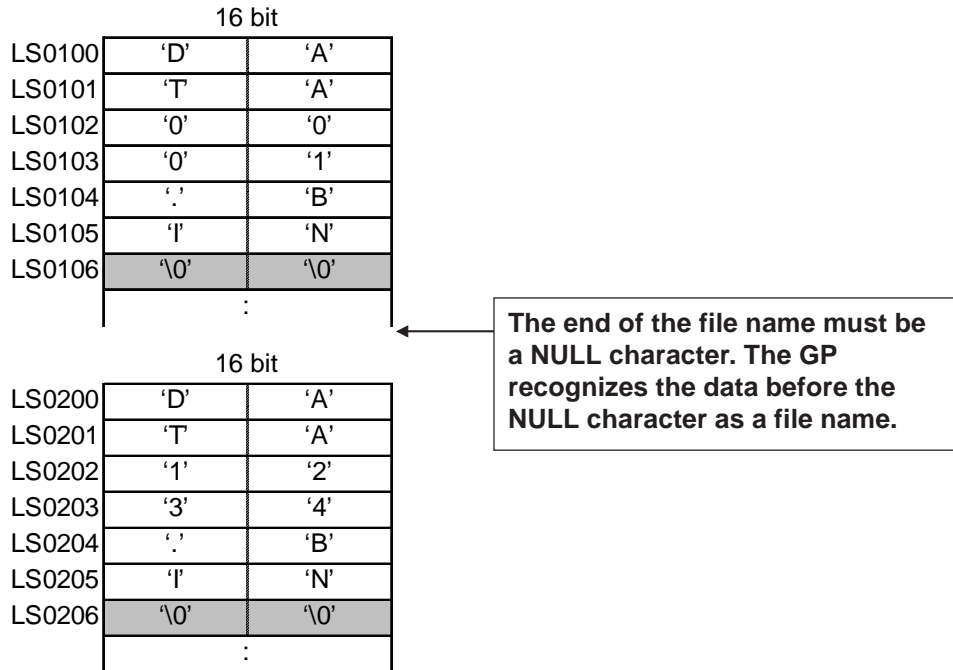 16 bit
LS0100 ‘D’ ‘A’
LS0101 ‘T’ ‘A’
LS0102 ‘0’ ‘0’
LS0103 ‘0’ ‘1’
LS0104 ‘.’ ‘B’
LS0105 ‘I’ ‘N’
LS0106 ‘\0’ ‘\0’
:
The end of the file name must be
a NULL character. The GP
recognizes the data before the
NULL character as a file name.
16 bit
LS0200 ‘D’ ‘A’
LS0201 ‘T’ ‘A’
LS0202 ‘1’ ‘2’
LS0203 ‘3’ ‘4’
LS0204 ‘.’ ‘B’
LS0205 ‘I’ ‘N’
LS0206 ‘\0’ ‘\0’
: